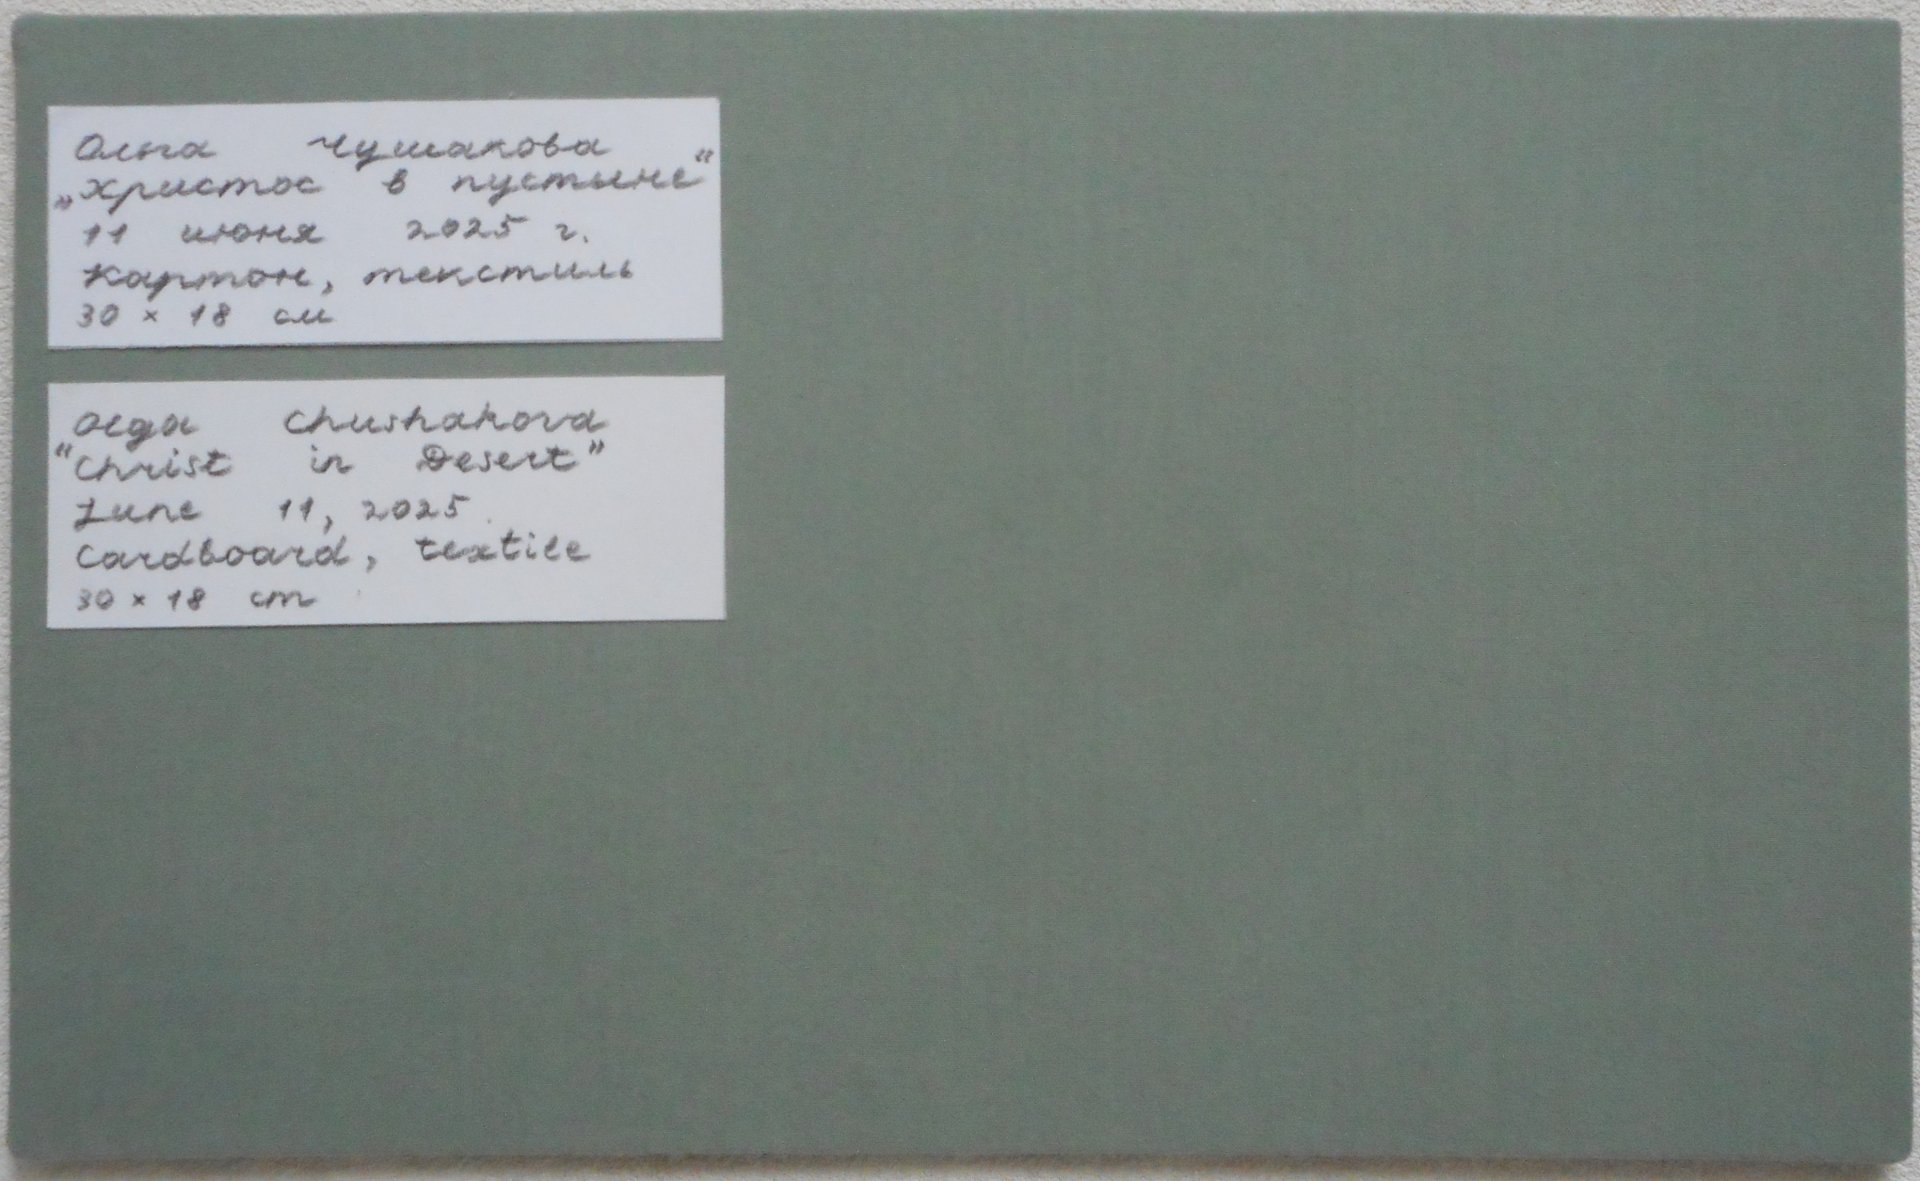 Ольга Чушакова
„Христос в пустыне“
11 июня 2025 г.
Картон, текстиль
30 × 18 см
Olga Chushakova
“Christ in Desert”
June 11, 2025
Cardboard, textile
30 × 18 cm